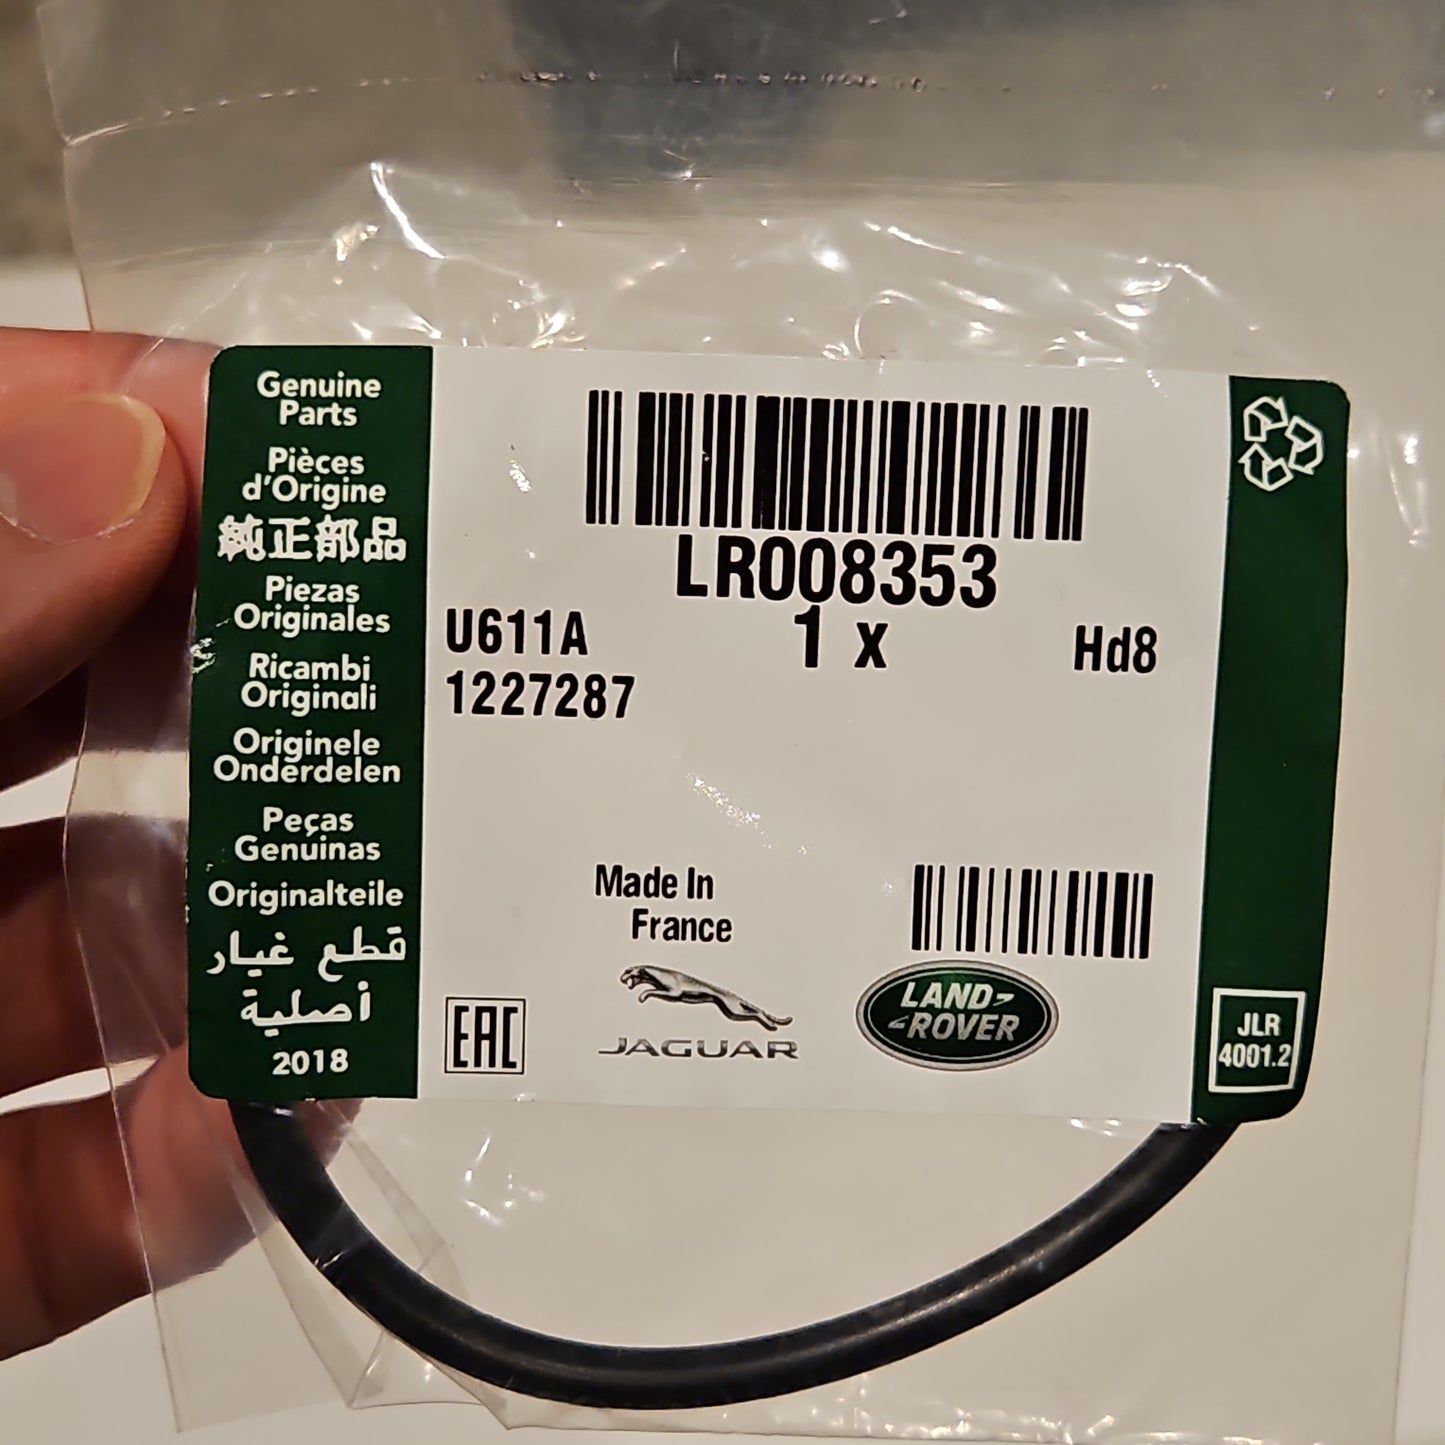 Genuine
Parts
Pièces
d'Origine
純正部品
Piezas
Originales
Ricambi
Originali
Originele
Onderdelen
Peças
Genuinas
Originalteile
قطع غيار
أصلية
2018
LR008353
U611A
1 x
Hd8
1227287
Made In
France
EAC
JAGUAR
LAND-
-ROVER
JLR
4001.2